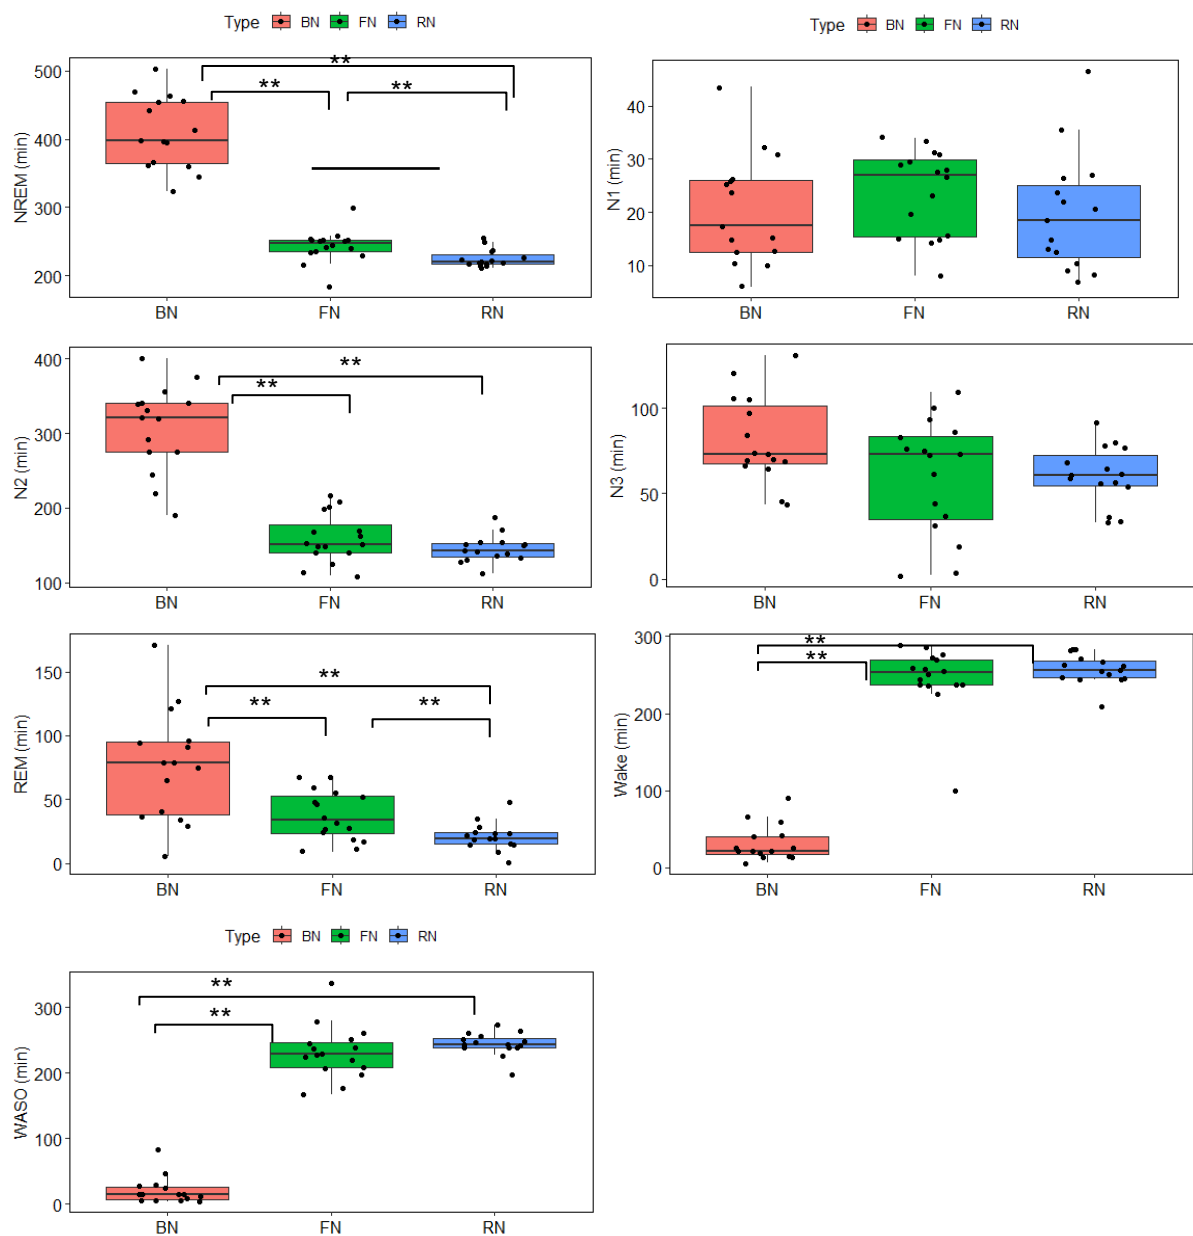 Type BN FN RN
** 
** **
500
400
300
200
NREM (min)
BN FN RN
Type BN FN RN
40
30
20
10
N1 (min)
BN FN RN
**
**
400
300
200
100
N2 (min)
BN FN RN
100
50
0
N3 (min)
BN FN RN
**
** **
150
100
50
0
REM (min)
BN FN RN
**
**
300
200
100
0
Wake (min)
BN FN RN
Type BN FN RN
**
**
300
200
100
0
WASO (min)
BN FN RN